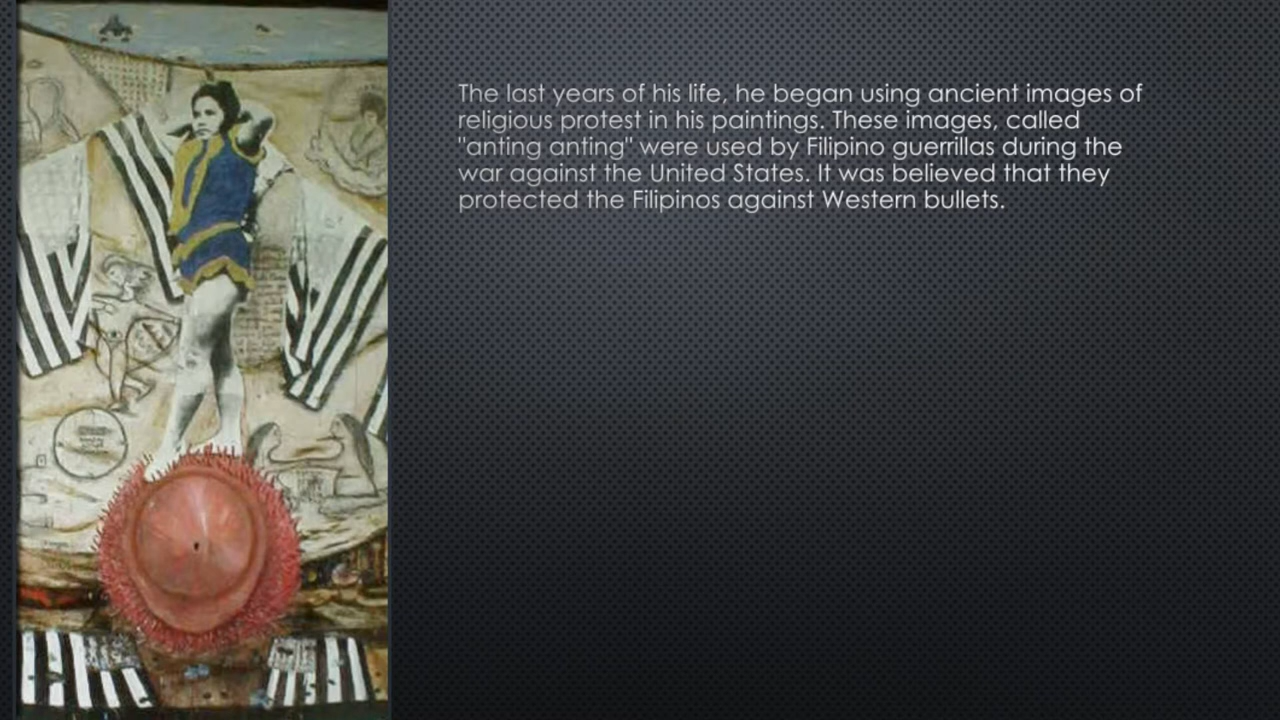 The last years of his life, he began using ancient images of
religious protest in his paintings. These images, called
"anting anting" were used by Filipino guerrillas during the
war against the United States. It was believed that they
protected the Filipinos against Western bullets.